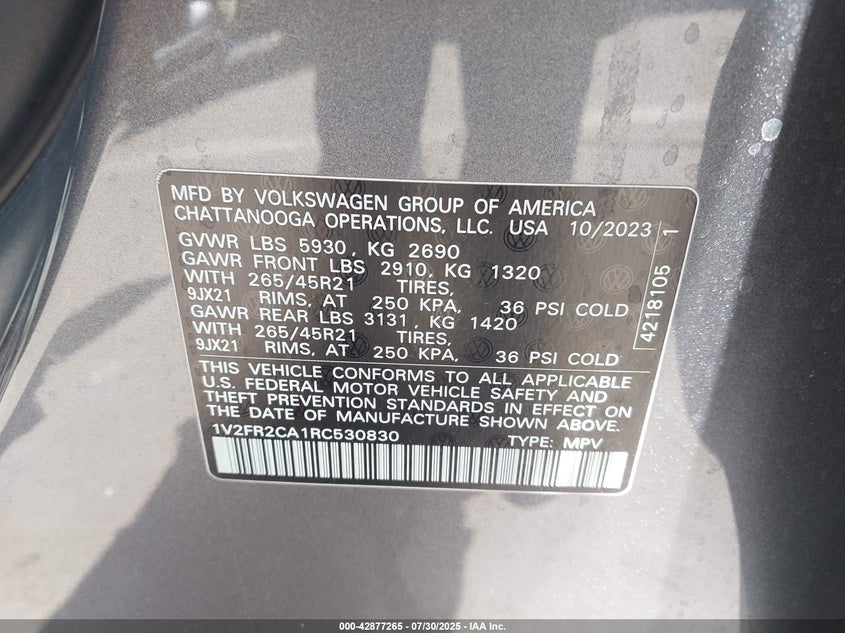 MFD BY VOLKSWAGEN GROUP OF AMERICA
CHATTANOOGA OPERATIONS, LLC. USA 10/2023
GVWR LBS 5930, KG 2690
GAWR FRONT LBS 2910, KG 1320
WITH 265/45R21 TIRES,
9JX21 RIMS, AT 250 KPA, 36 PSI COLD
GAWR REAR LBS 3131, KG 1420
WITH 265/45R21 TIRES,
9JX21 RIMS, AT 250 KPA, 36 PSI COLD
THIS VEHICLE CONFORMS TO ALL APPLICABLE
U.S. FEDERAL MOTOR VEHICLE SAFETY AND
THEFT PREVENTION STANDARDS IN EFFECT ON
THE DATE OF MANUFACTURE SHOWN ABOVE.
1V2FR2CA1RC530830 TYPE: MPV
4218105 1
000-42877265 - 07/30/2025 - IAA Inc.